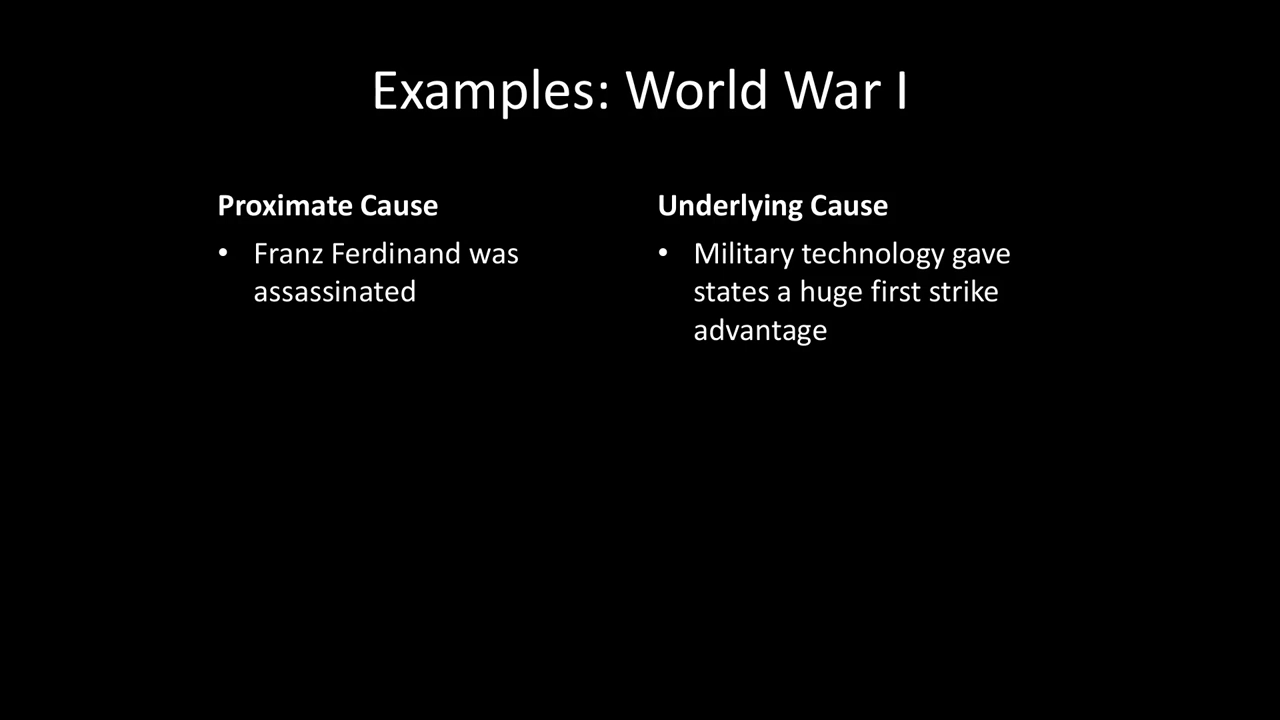 Examples: World War I
Proximate Cause
• Franz Ferdinand was
assassinated
Underlying Cause
• Military technology gave
states a huge first strike
advantage